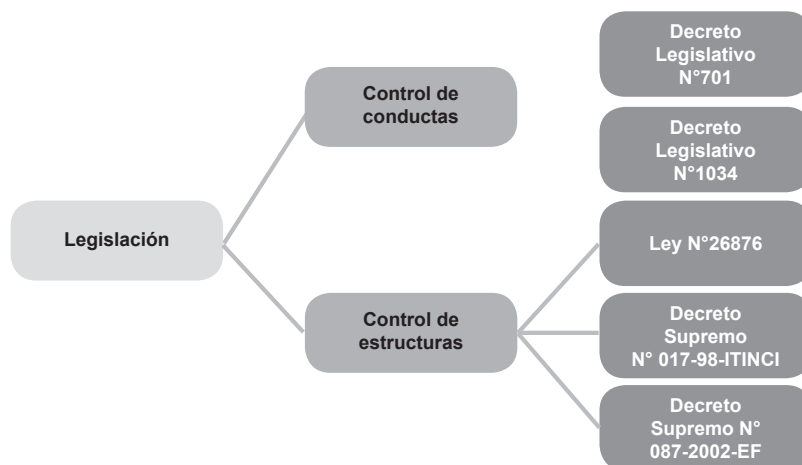 Legislación
Control de
conductas
Control de
estructuras
Decreto
Legislativo
N°701
Decreto
Legislativo
N°1034
Ley N°26876
Decreto
Supremo
N° 017-98-ITINCI
Decreto
Supremo N°
087-2002-EF